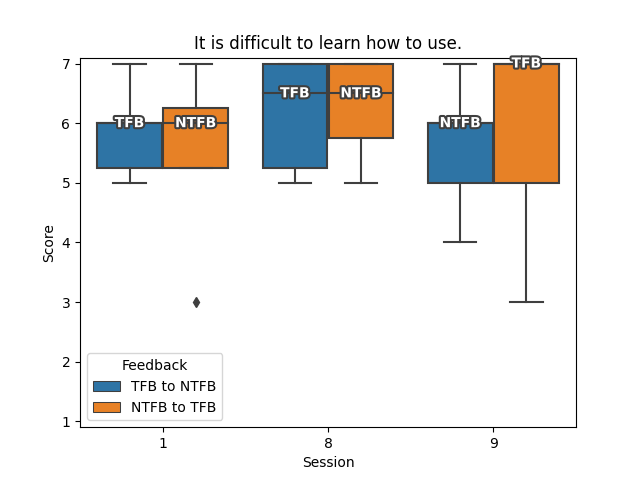 It is difficult to learn how to use.
7
6
5
4
3
2
1
Score
TFB
NTFB
TFB
NTFB
NTFB
TFB
Feedback
TFB to NTFB
NTFB to TFB
1
8
9
Session